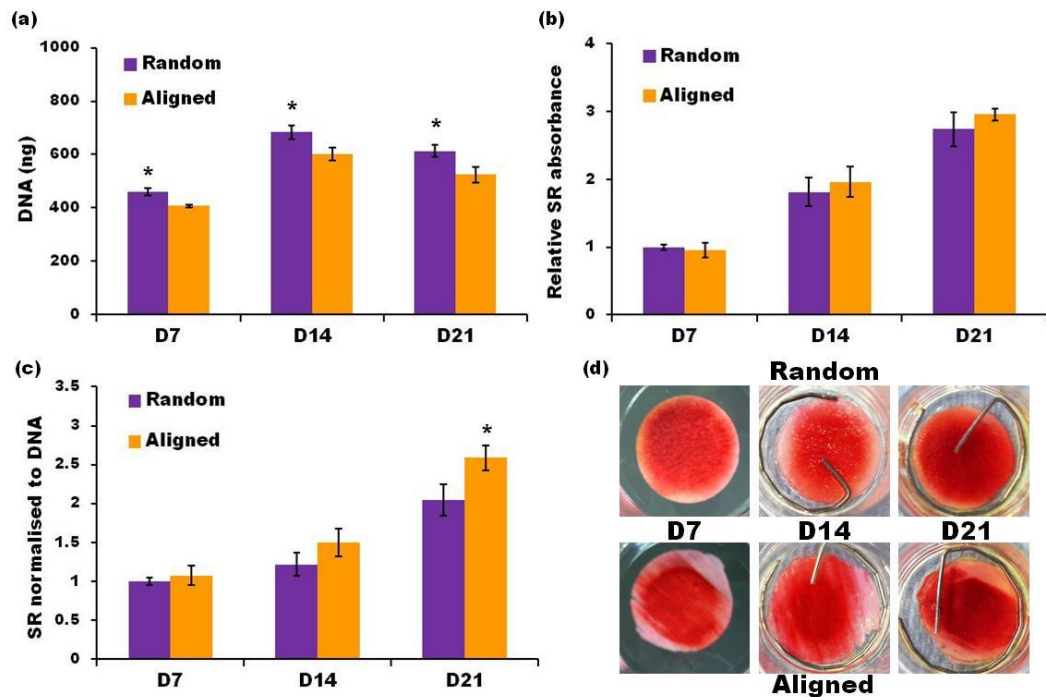 (a)
1000
800
600
400
200
0
DNA (ng)
Random
Aligned
*
*
*
D7 D14 D21
(b)
4
3
2
1
0
Relative SR absorbance
Random
Aligned
D7 D14 D21
(c)
3.5
3
2.5
2
1.5
1
0.5
0
SR normalised to DNA
Random
Aligned
*
D7 D14 D21
(d)
Random
D7 D14 D21
Aligned